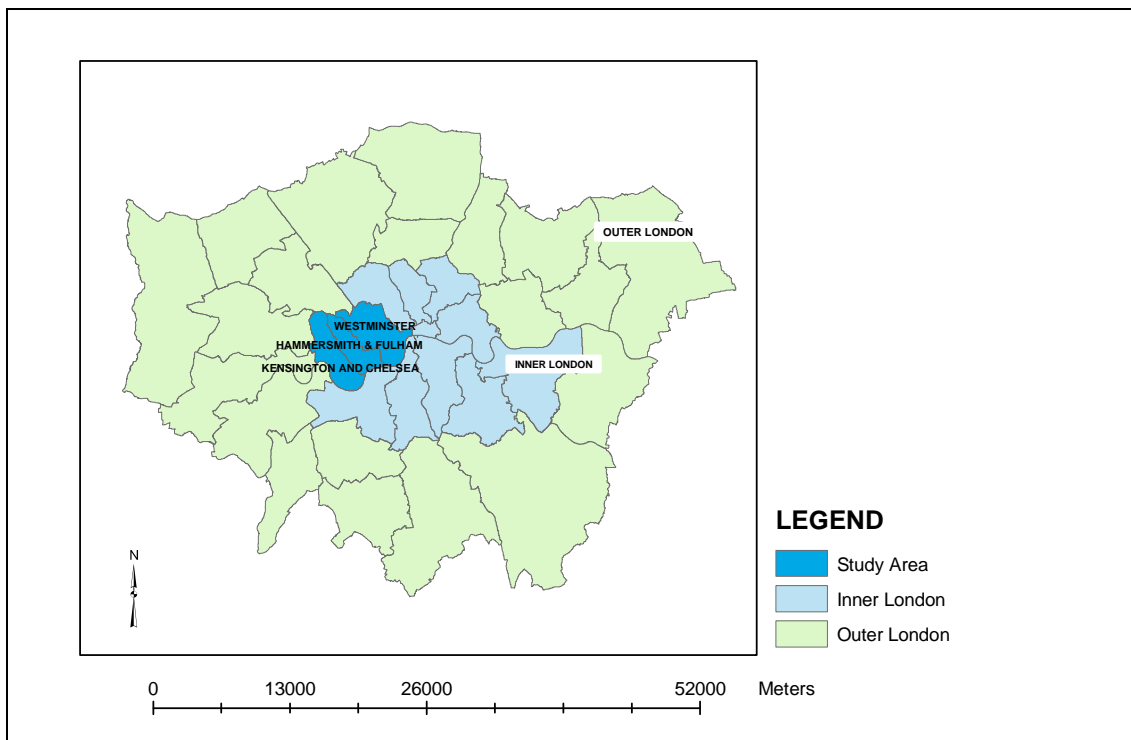 OUTER LONDON
WESTMINSTER
HAMMERSMITH & FULHAM
KENSINGTON AND CHELSEA
INNER LONDON
N
LEGEND
Study Area
Inner London
Outer London
0 13000 26000 52000 Meters